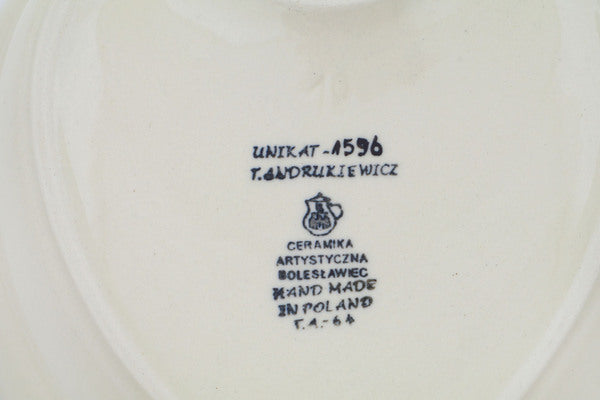 UNIKAT-1596
T.ANDRUKIEWICZ
CERAMIKA
ARTYSTYCZNA
BOLESŁAWIEC
HAND MADE
IN POLAND
T.A.-64